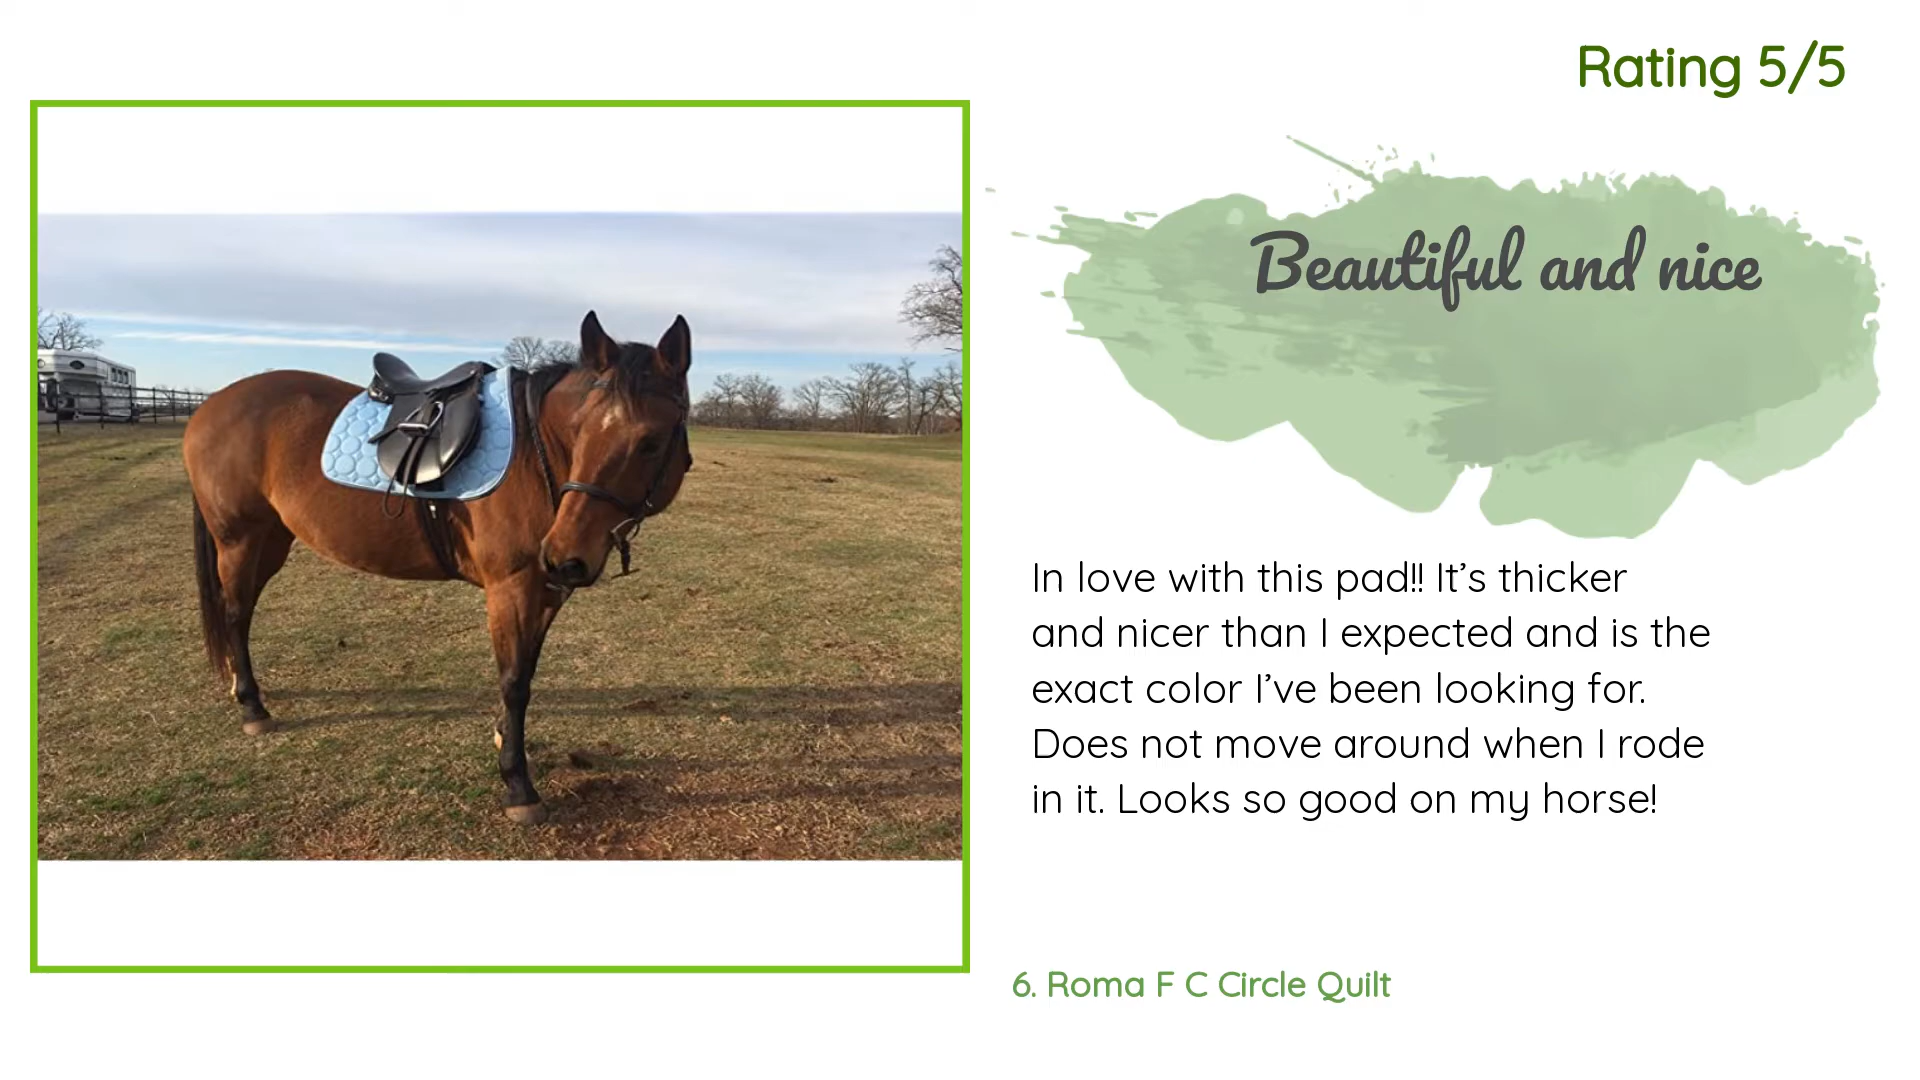 Rating 5/5
Beautiful and nice
In love with this pad!! It’s thicker
and nicer than I expected and is the
exact color I’ve been looking for.
Does not move around when I rode
in it. Looks so good on my horse!
6. Roma F C Circle Quilt